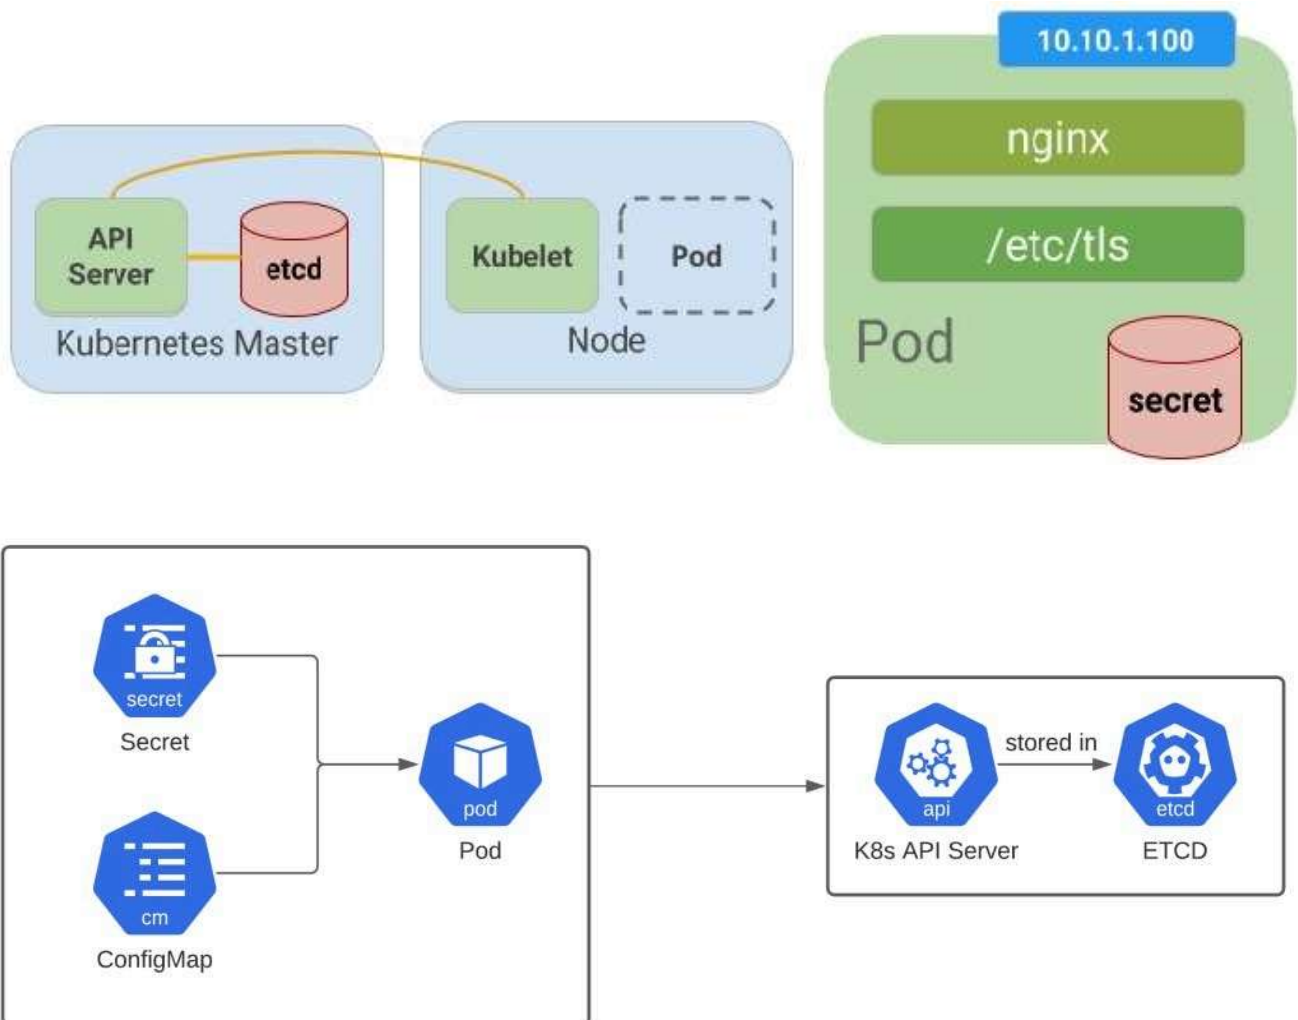 10.10.1.100
nginx
/etc/tls
Pod
secret
API
Server
etcd
Kubernetes Master
Kubelet
Pod
Node
secret
Secret
cm
ConfigMap
pod
Pod
api
K8s API Server
stored in
etcd
ETCD